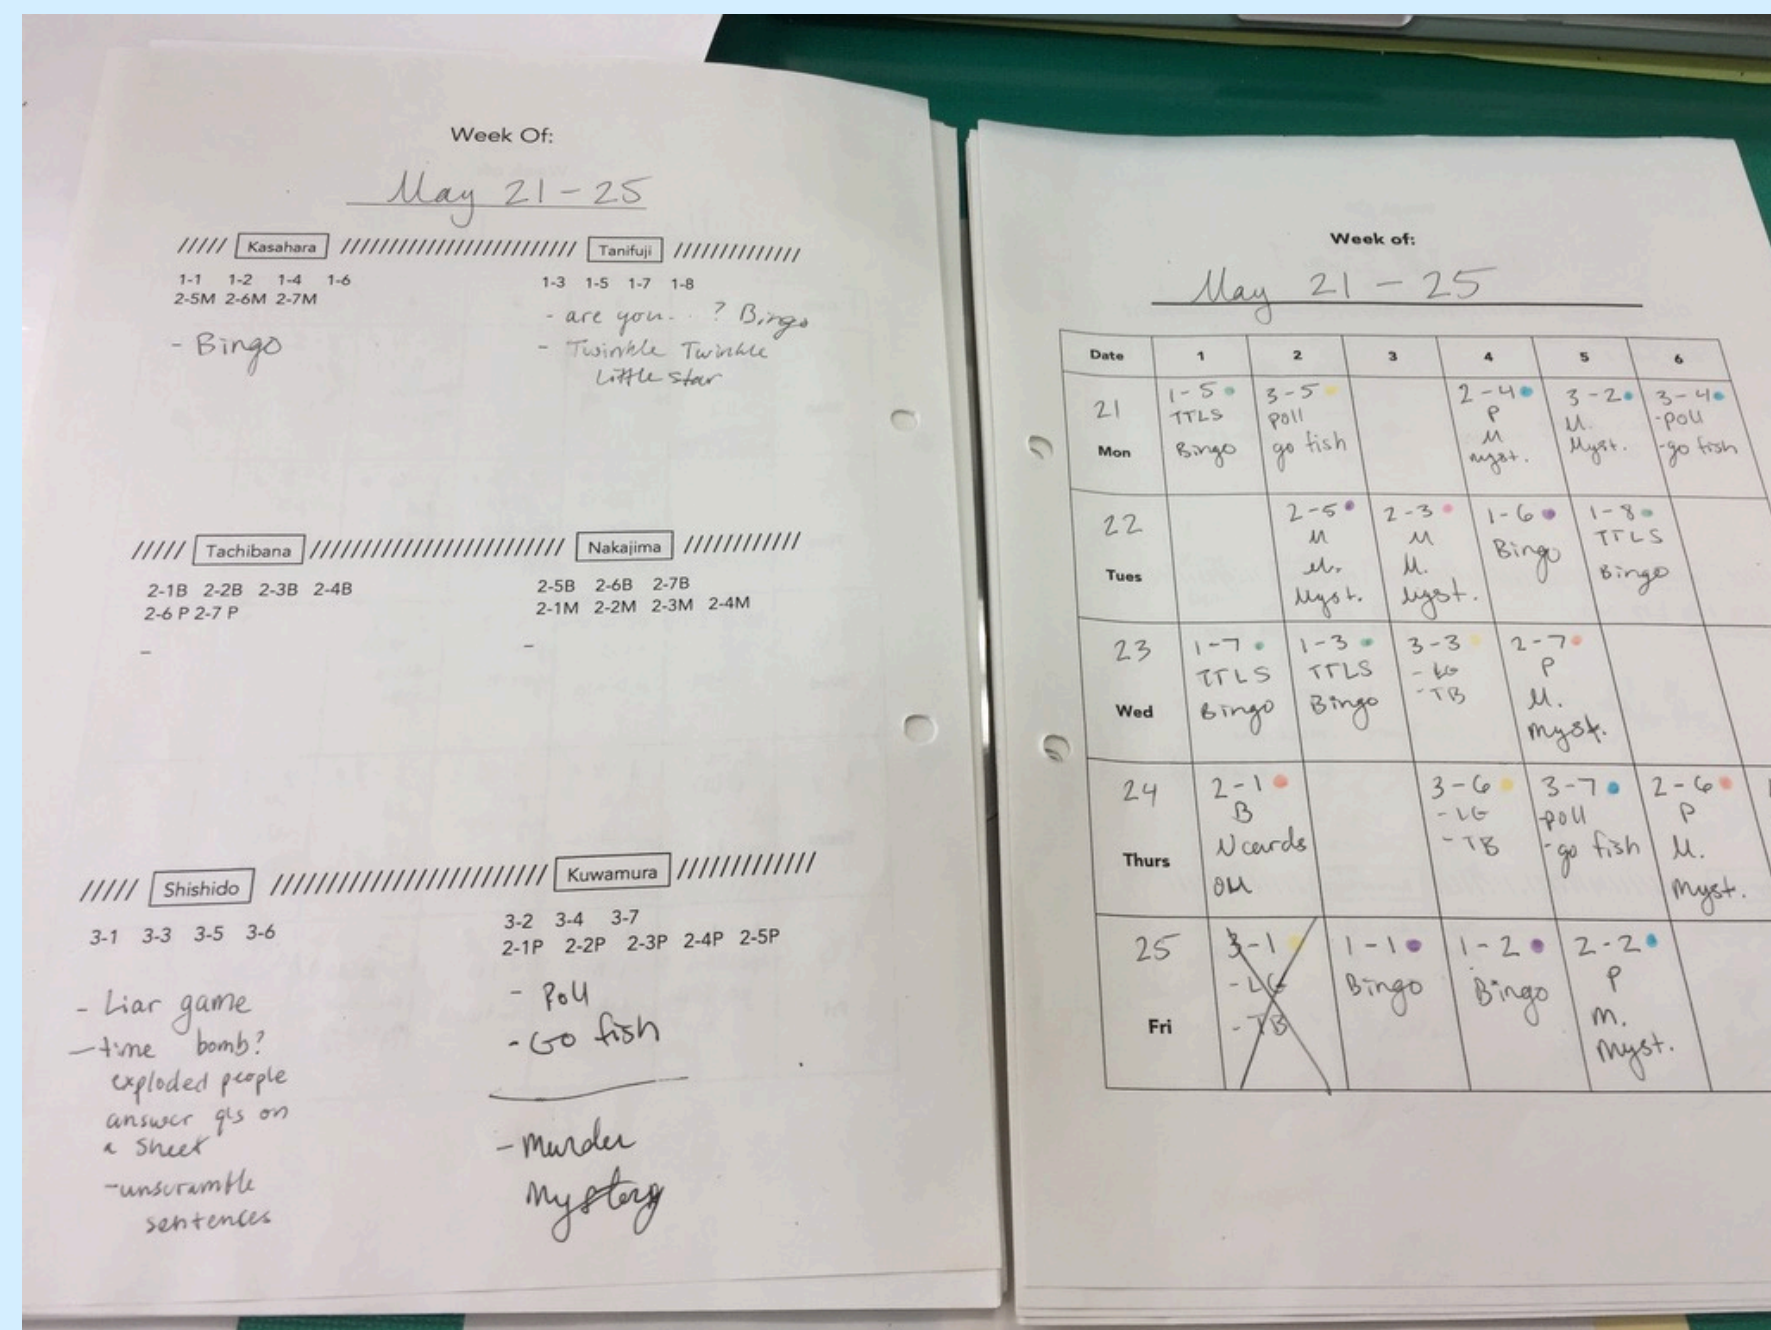 Week Of:
May 21-25
Kasahara
1-1 1-2 1-4 1-6
2-5M 2-6M 2-7M
- Bingo
Tanifuji
1-3 1-5 1-7 1-8
- are you...? Bingo
- Twinkle Twinkle
Little star
Tachibana
2-1B 2-2B 2-3B 2-4B
2-6 P 2-7 P
-
Nakajima
2-5B 2-6B 2-7B
2-1M 2-2M 2-3M 2-4M
-
Shishido
3-1 3-3 3-5 3-6
- Liar game
- time bomb?
exploded people
answer qs on
a sheet
- unscramble
sentences
Kuwamura
3-2 3-4 3-7
2-1P 2-2P 2-3P 2-4P 2-5P
- Poll
- Go fish
- Murder
Mystery
Week of:
May 21-25
Date 1 2 3 4 5 6
21
Mon
1-5
TTLS
Bingo
3-5
poll
go fish
2-4
P
M
myst.
3-2
M.
Myst.
3-4
-poll
-go fish
22
Tues
2-5
M
M.
Myst.
2-3
M
M.
Myst.
1-6
Bingo
1-8
TTLS
Bingo
23
Wed
1-7
TTLS
Bingo
1-3
TTLS
Bingo
3-3
- LG
- TB
2-7
P
M.
myst.
24
Thurs
2-1
B
N cards
OM
3-6
- LG
- TB
3-7
-poll
-go fish
2-6
P
M.
Myst.
25
Fri
3-1
- LG
- TB
1-1
Bingo
1-2
Bingo
2-2
P
M.
Myst.